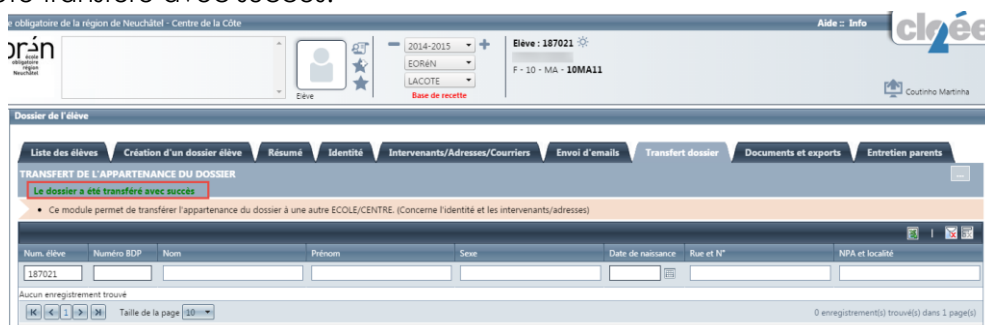 e obligatoire de la région de Neuchâtel - Centre de la Côte
Aide :: Info
cloée
orén
école
obligatoire
région
Neuchâtel
Elève
2014-2015
EORéN
LACOTE
Base de recette
Elève : 187021
F - 10 - MA - 10MA11
Coutinho Martinha
Dossier de l'élève
Liste des élèves Création d'un dossier élève Résumé Identité Intervenants/Adresses/Courriers Envoi d'emails Transfert dossier Documents et exports Entretien parents
TRANSFERT DE L'APPARTENANCE DU DOSSIER
...
Le dossier a été transféré avec succès
• Ce module permet de transférer l'appartenance du dossier à une autre ECOLE/CENTRE. (Concerne l'identité et les intervenants/adresses)
Num. élève Numéro BDP Nom Prénom Sexe Date de naissance Rue et N° NPA et localité
187021
Aucun enregistrement trouvé
1 Taille de la page 10 0 enregistrement(s) trouvé(s) dans 1 page(s)